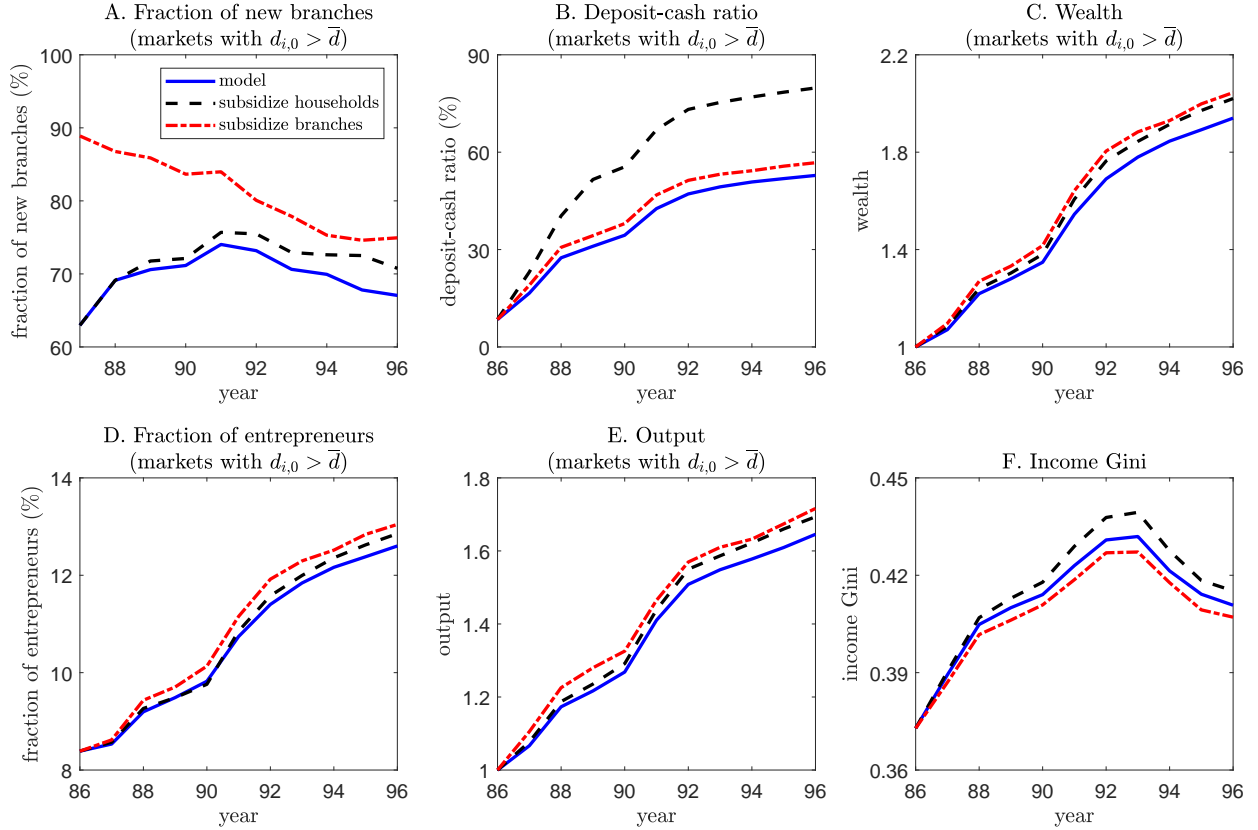 A. Fraction of new branches
(markets with d_{i,0} > \overline{d})
100
90
80
70
60
fraction of new branches (%)
model
subsidize households
subsidize branches
88 90 92 94 96
year
B. Deposit-cash ratio
(markets with d_{i,0} > \overline{d})
90
60
30
0
deposit-cash ratio (%)
86 88 90 92 94 96
year
C. Wealth
(markets with d_{i,0} > \overline{d})
2.2
1.8
1.4
1
wealth
86 88 90 92 94 96
year
D. Fraction of entrepreneurs
(markets with d_{i,0} > \overline{d})
14
12
10
8
fraction of entrepreneurs (%)
86 88 90 92 94 96
year
E. Output
(markets with d_{i,0} > \overline{d})
1.8
1.6
1.4
1.2
1
output
86 88 90 92 94 96
year
F. Income Gini
0.45
0.42
0.39
0.36
income Gini
86 88 90 92 94 96
year